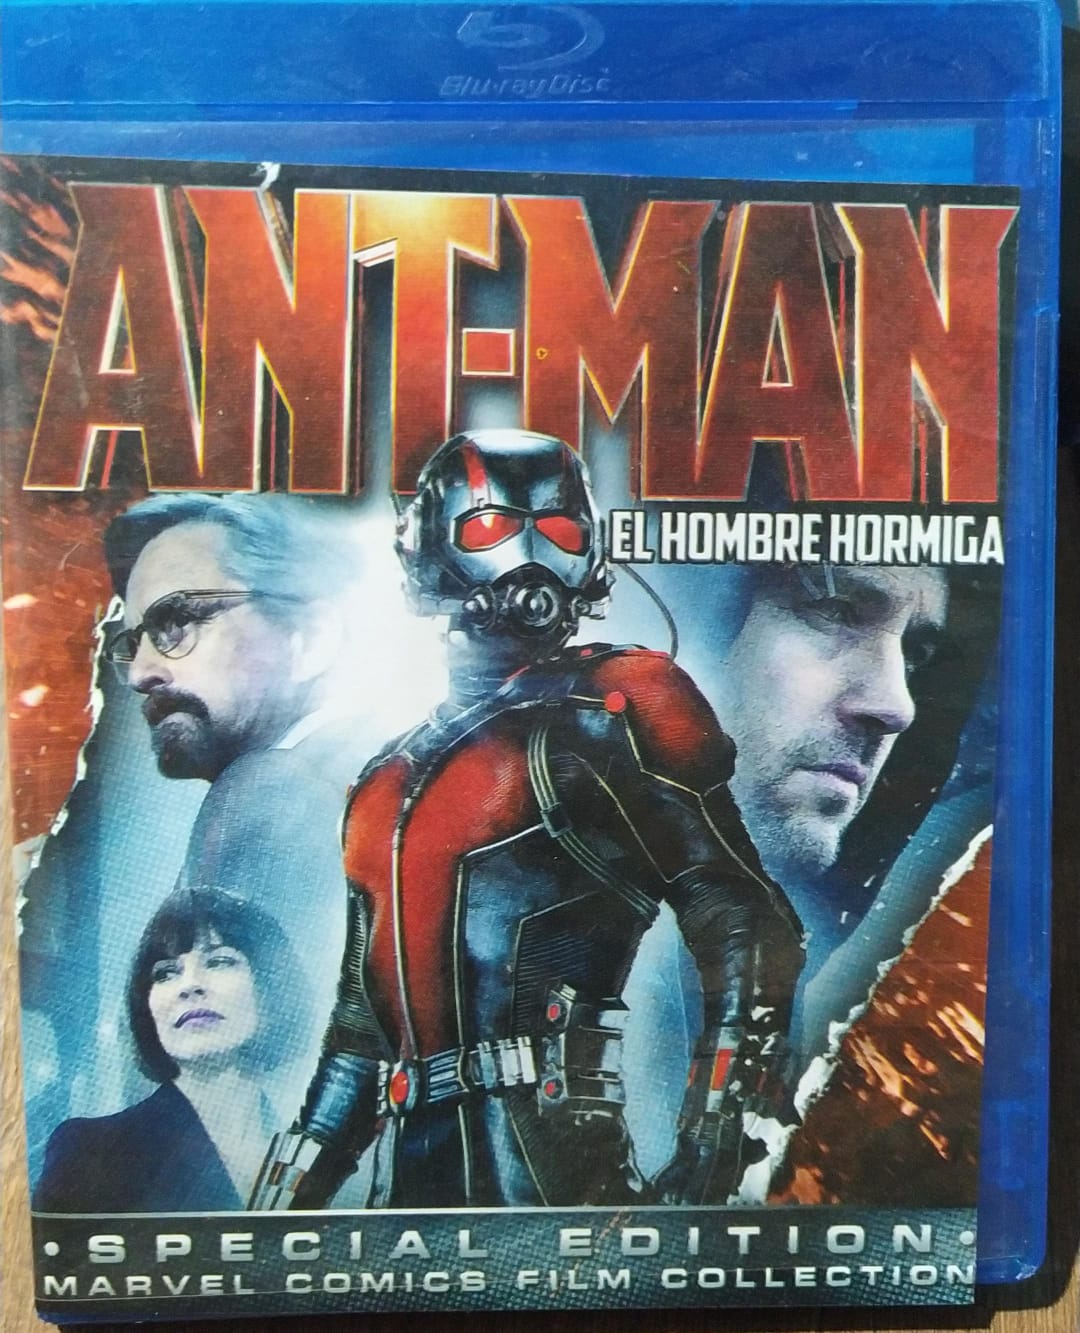 Blu-ray Disc
ANT-MAN
EL HOMBRE HORMIGA
• SPECIAL EDITION •
MARVEL COMICS FILM COLLECTION